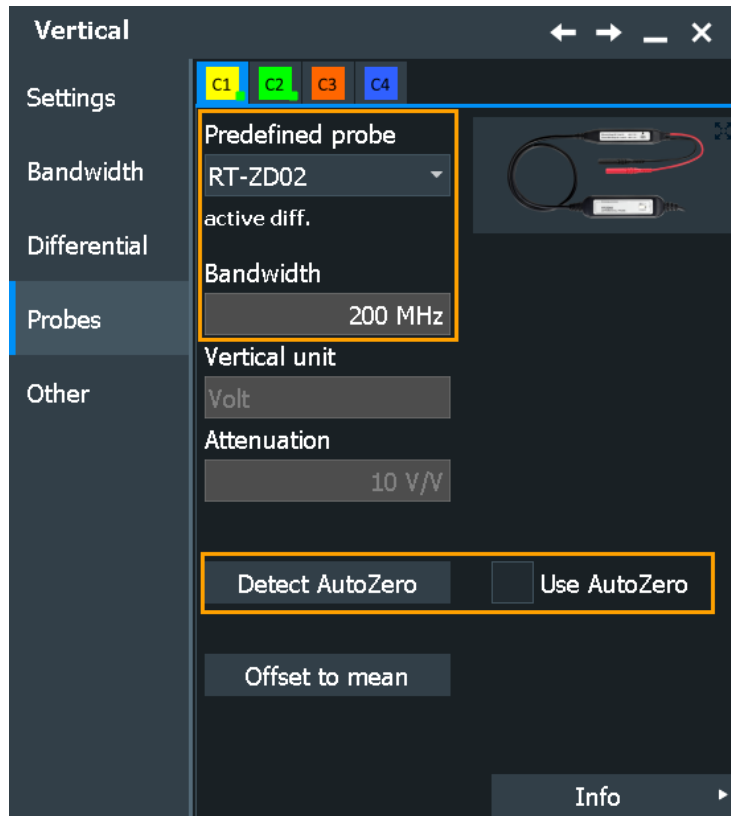 Vertical
Settings
Bandwidth
Differential
Probes
Other
C1 C2 C3 C4
Predefined probe
RT-ZD02
active diff.
Bandwidth
200 MHz
Vertical unit
Volt
Attenuation
10 V/V
Detect AutoZero
Use AutoZero
Offset to mean
Info